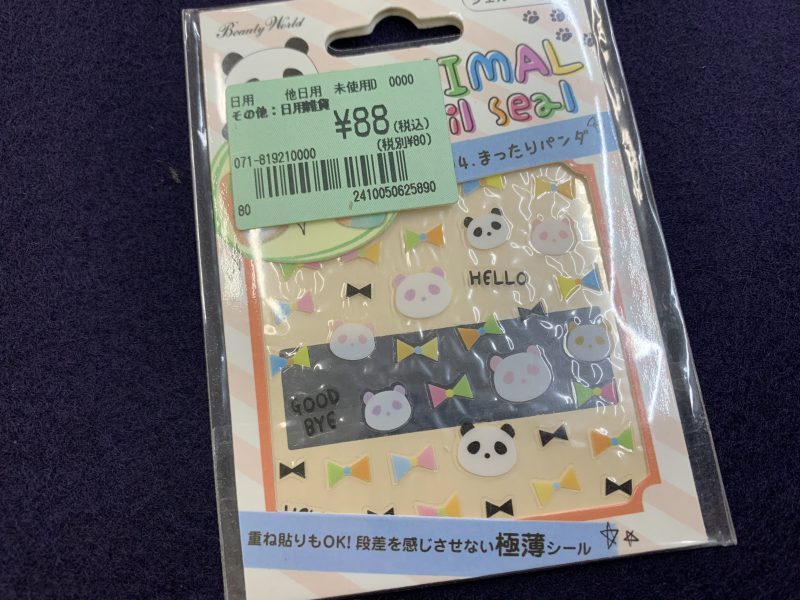 Beauty World
日用 他日用 未使用D 0000
その他:日用雑貨
¥88(税込)
(税別¥80)
071-819210000
2410050625890
80
IMAL
il seal
4.まったりパンダ
HELLO
GOOD
BYE
重ね貼りもOK! 段差を感じさせない極薄シール